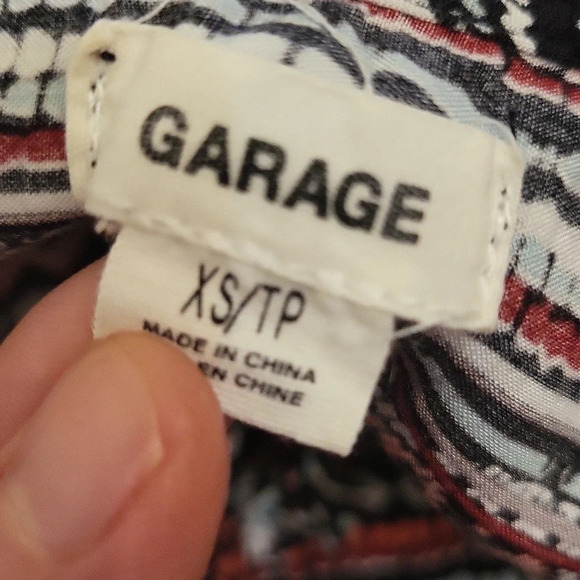 GARAGE
XS/TP
MADE IN CHINA
EN CHINE